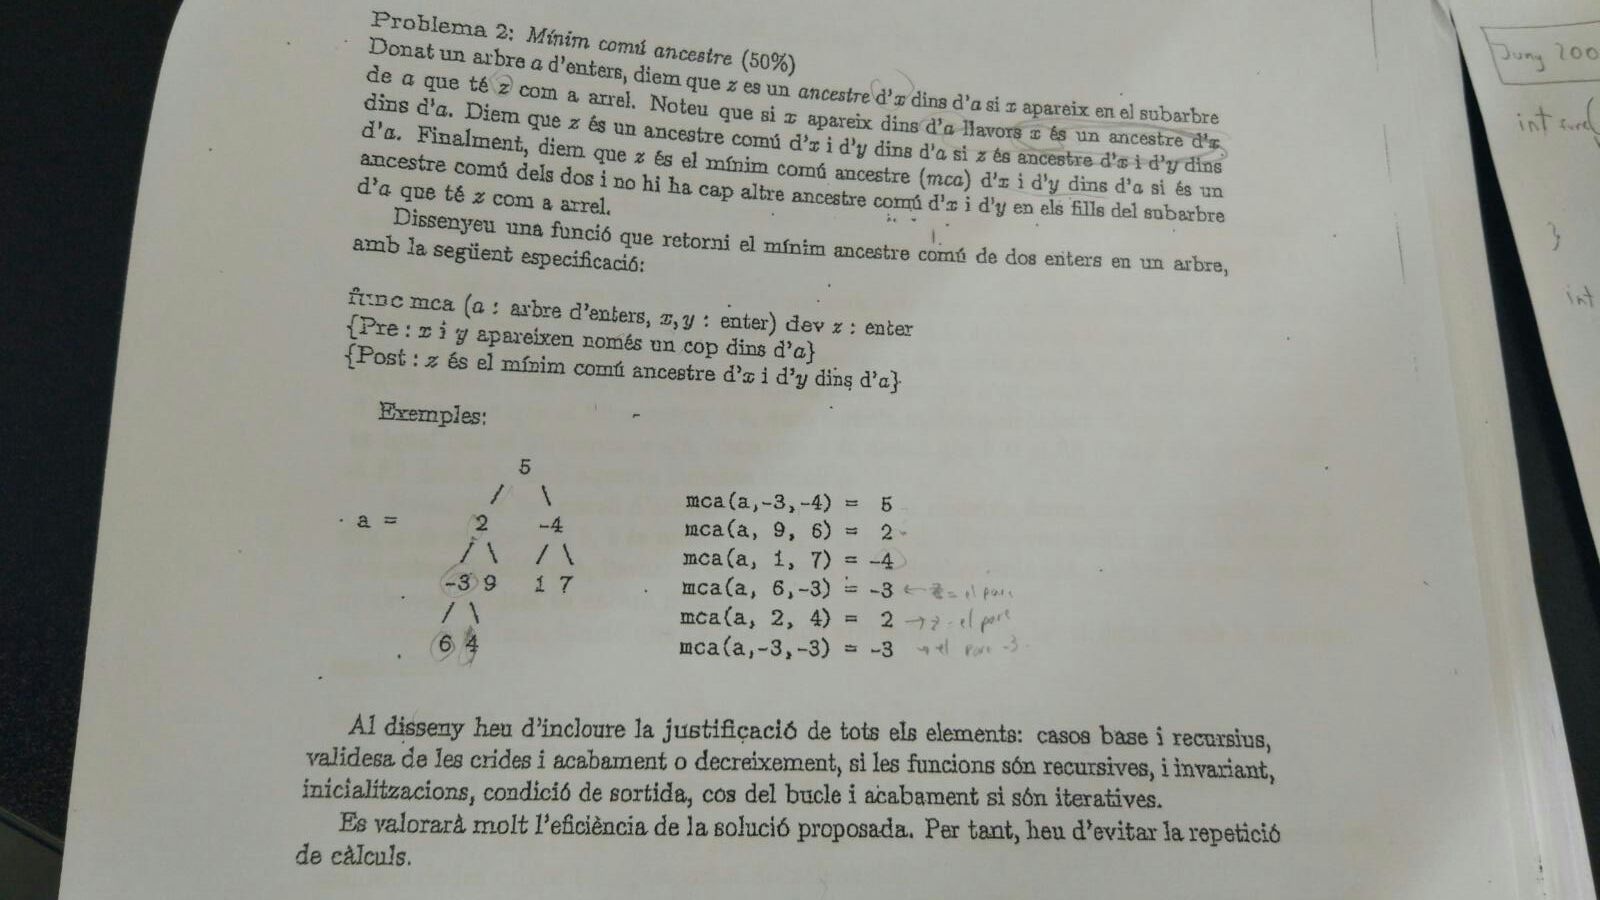 Problema 2: Mínim comú ancestre (50%)
Donat un arbre a d'enters, diem que z es un ancestre d'x dins d'a si x apareix en el subarbre
de a que té z com a arrel. Noteu que si x apareix dins d'a llavors x és un ancestre d'x
dins d'a. Diem que z és un ancestre comú d'x i d'y dins d'a si z és ancestre d'x i d'y dins
d'a. Finalment, diem que z és el mínim comú ancestre (mca) d'x i d'y dins d'a si és un
ancestre comú dels dos i no hi ha cap altre ancestre comú d'x i d'y en els fills del subarbre
d'a que té z com a arrel.
Dissenyeu una funció que retorni el mínim ancestre comú de dos enters en un arbre,
amb la següent especificació:
func mca (a : arbre d'enters, x, y : enter) dev z : enter
{Pre : x i y apareixen només un cop dins d'a}
{Post : z és el mínim comú ancestre d'x i d'y dins d'a}
Exemples:
5
/ \
a = 2 -4
/ \ / \
-3 9 1 7
/ \
6 4
mca(a,-3,-4) = 5
mca(a, 9, 6) = 2
mca(a, 1, 7) = -4
mca(a, 6,-3) = -3 ← z = el pare
mca(a, 2, 4) = 2 → z = el pare
mca(a,-3,-3) = -3 → el pare -3
Al disseny heu d'incloure la justificació de tots els elements: casos base i recursius,
validesa de les crides i acabament o decreixement, si les funcions són recursives, i invariant,
inicialitzacions, condició de sortida, cos del bucle i acabament si són iteratives.
Es valorarà molt l'eficiència de la solució proposada. Per tant, heu d'evitar la repetició
de càlculs.
Juny 200
int
}
int